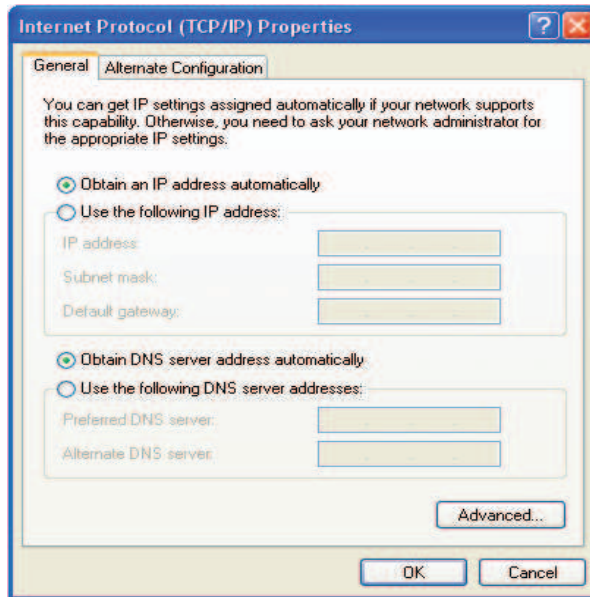 Internet Protocol (TCP/IP) Properties
General
Alternate Configuration
You can get IP settings assigned automatically if your network supports
this capability. Otherwise, you need to ask your network administrator for
the appropriate IP settings.
Obtain an IP address automatically
Use the following IP address:
IP address:
Subnet mask:
Default gateway:
Obtain DNS server address automatically
Use the following DNS server addresses:
Preferred DNS server:
Alternate DNS server:
Advanced...
OK
Cancel